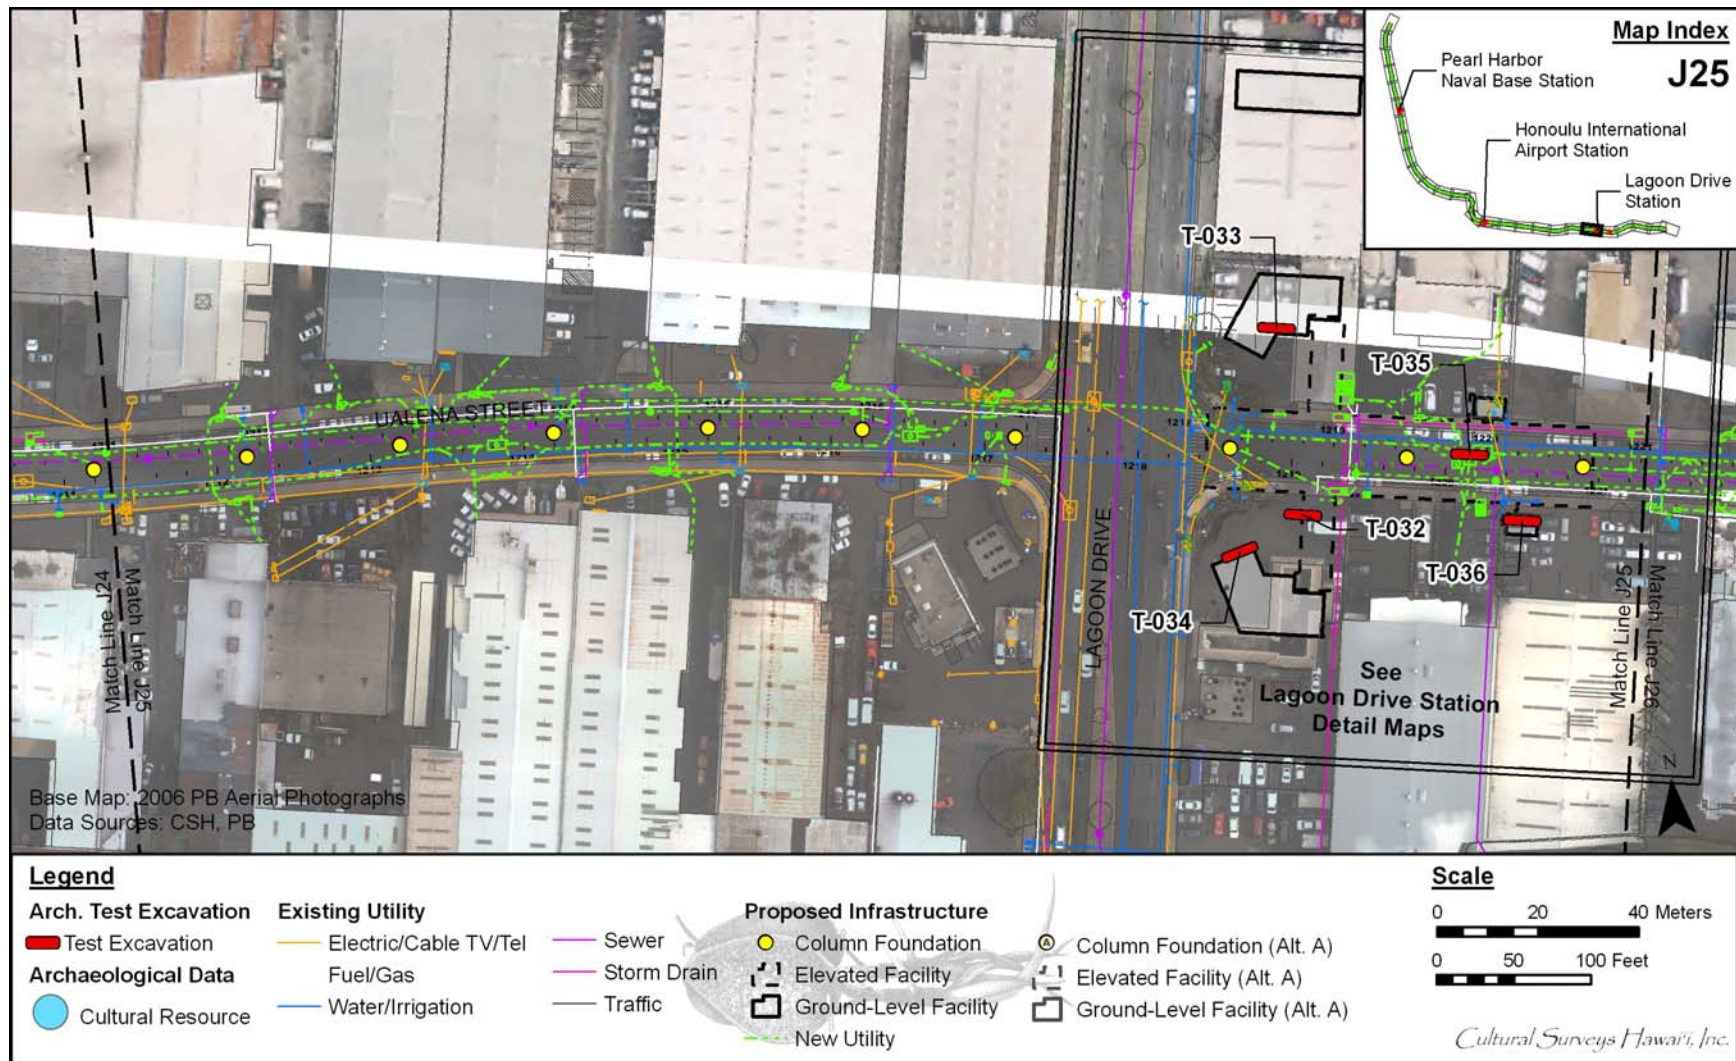 Map Index
J25
Pearl Harbor
Naval Base Station
Honoulu International
Airport Station
Lagoon Drive
Station
T-033
T-035
UALENA STREET
T-032
T-036
T-034
LAGOON DRIVE
Match Line J24
Match Line J25
Match Line J25
Match Line J26
See
Lagoon Drive Station
Detail Maps
N
Base Map: 2006 PB Aerial Photographs
Data Sources: CSH, PB
Legend
Arch. Test Excavation
Test Excavation
Archaeological Data
Cultural Resource
Existing Utility
Electric/Cable TV/Tel
Fuel/Gas
Water/Irrigation
Sewer
Storm Drain
Traffic
Proposed Infrastructure
Column Foundation
Elevated Facility
Ground-Level Facility
New Utility
A Column Foundation (Alt. A)
Elevated Facility (Alt. A)
Ground-Level Facility (Alt. A)
Scale
0 20 40 Meters
0 50 100 Feet
Cultural Surveys Hawai'i, Inc.